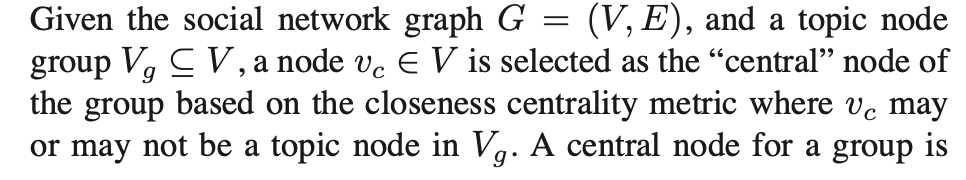 Given the social network graph G = (V, E), and a topic node
group V_g ⊆ V, a node v_c ∈ V is selected as the “central” node of
the group based on the closeness centrality metric where v_c may
or may not be a topic node in V_g. A central node for a group is